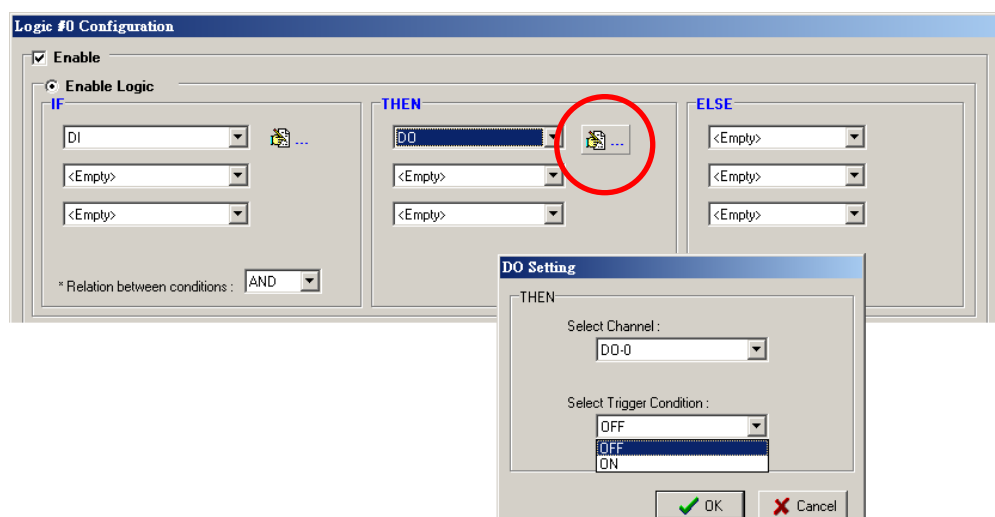 Logic #0 Configuration
Enable
Enable Logic
IF
DI
...
<Empty>
<Empty>
* Relation between conditions :
AND
THEN
DO
...
<Empty>
<Empty>
ELSE
<Empty>
<Empty>
<Empty>
DO Setting
THEN
Select Channel :
DO-0
Select Trigger Condition :
OFF
OFF
ON
OK
Cancel